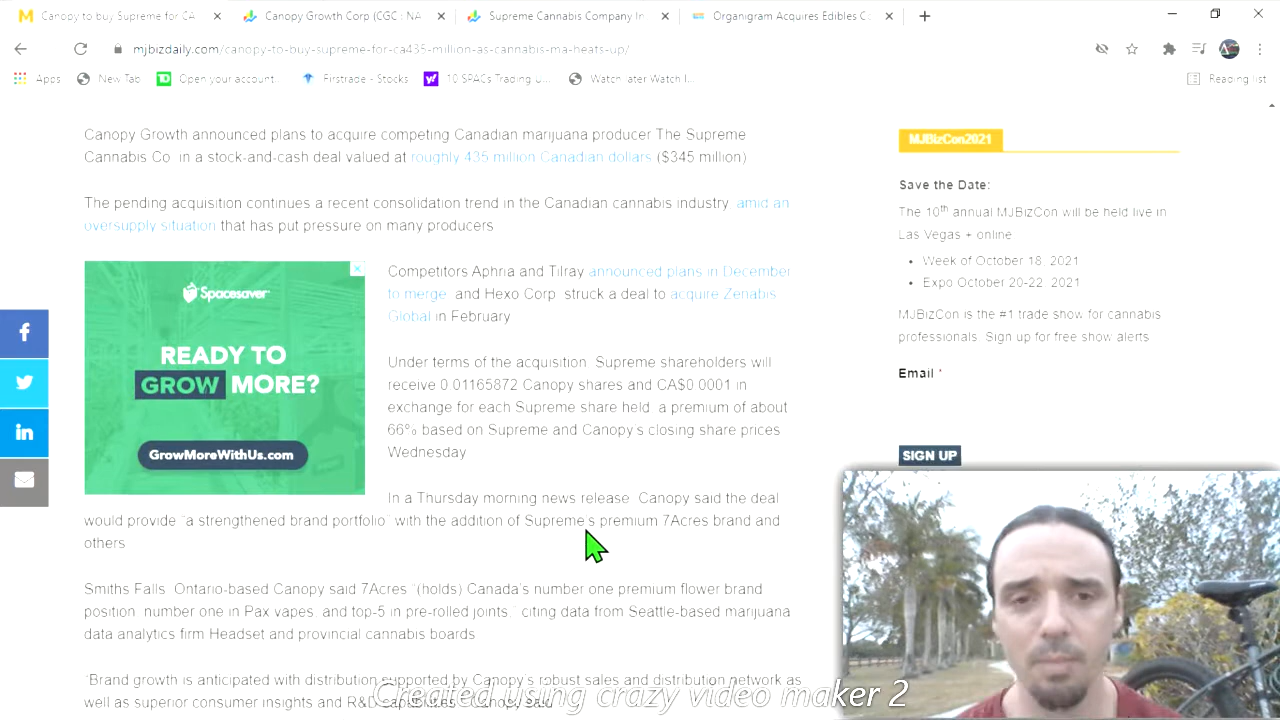 Canopy to buy Supreme for CA
Canopy Growth Corp (CGC : NA
Supreme Cannabis Company In
Organigram Acquires Edibles C
mjbizdaily.com/canopy-to-buy-supreme-for-ca435-million-as-cannabis-ma-heats-up/
Apps
New Tab
Open your account
Firstrade - Stocks
10 SPACs Trading U...
Watch later Watch l...
Reading list
Canopy Growth announced plans to acquire competing Canadian marijuana producer The Supreme
Cannabis Co in a stock-and-cash deal valued at roughly 435 million Canadian dollars ($345 million)
The pending acquisition continues a recent consolidation trend in the Canadian cannabis industry amid an
oversupply situation that has put pressure on many producers
Spacesaver
READY TO
GROW MORE?
GrowMoreWithUs.com
Competitors Aphria and Tilray announced plans in December
to merge and Hexo Corp struck a deal to acquire Zenabis
Global in February
Under terms of the acquisition Supreme shareholders will
receive 0 01165872 Canopy shares and CA$0 0001 in
exchange for each Supreme share held a premium of about
66% based on Supreme and Canopy's closing share prices
Wednesday
In a Thursday morning news release Canopy said the deal
would provide "a strengthened brand portfolio" with the addition of Supreme's premium 7Acres brand and
others
Smiths Falls Ontario-based Canopy said 7Acres "(holds) Canada's number one premium flower brand
position number one in Pax vapes and top-5 in pre-rolled joints " citing data from Seattle-based marijuana
data analytics firm Headset and provincial cannabis boards
"Brand growth is anticipated with distribution supported by Canopy's robust sales and distribution network as
well as superior consumer insights and R&D capabilities " Canopy said
MJBizCon2021
Save the Date:
The 10th annual MJBizCon will be held live in
Las Vegas + online
• Week of October 18 2021
• Expo October 20-22 2021
MJBizCon is the #1 trade show for cannabis
professionals Sign up for free show alerts
Email *
SIGN UP
Created using crazy video maker 2